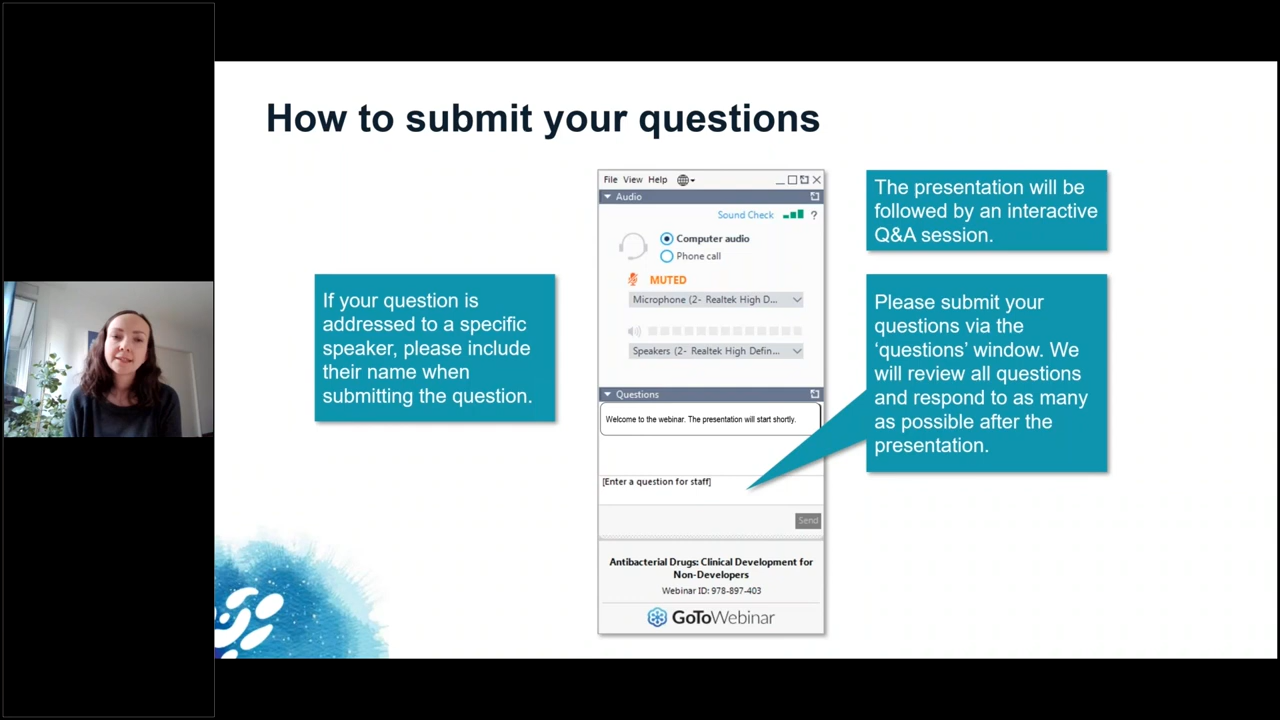 How to submit your questions
If your question is
addressed to a specific
speaker, please include
their name when
submitting the question.
File View Help
Audio
Sound Check ?
Computer audio
Phone call
MUTED
Microphone (2- Realtek High D...
Speakers (2- Realtek High Defin...
Questions
Welcome to the webinar. The presentation will start shortly.
[Enter a question for staff]
Send
Antibacterial Drugs: Clinical Development for
Non-Developers
Webinar ID: 978-897-403
GoToWebinar
The presentation will be
followed by an interactive
Q&A session.
Please submit your
questions via the
‘questions’ window. We
will review all questions
and respond to as many
as possible after the
presentation.